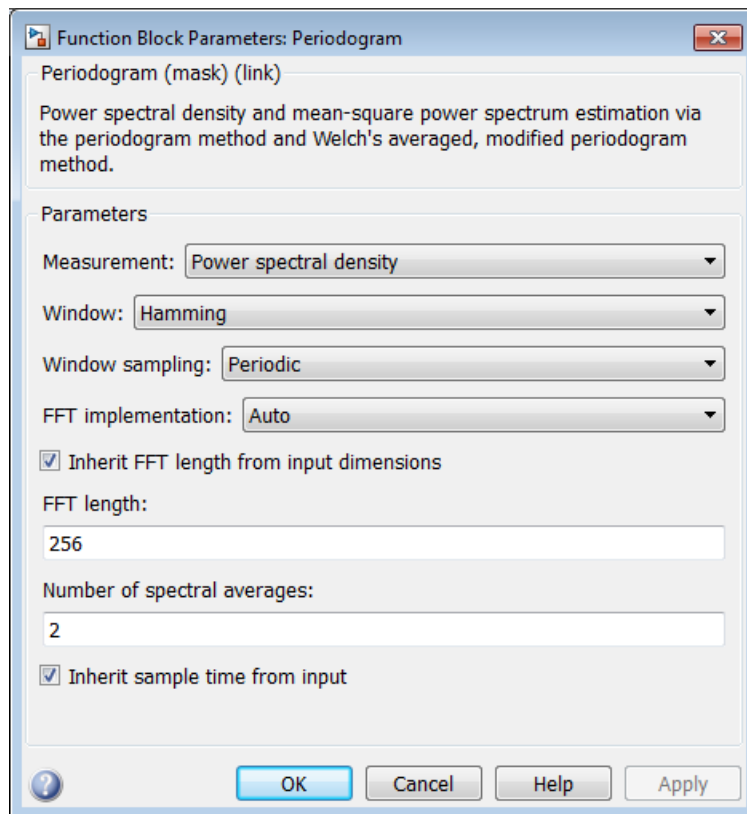 Function Block Parameters: Periodogram
Periodogram (mask) (link)
Power spectral density and mean-square power spectrum estimation via
the periodogram method and Welch's averaged, modified periodogram
method.
Parameters
Measurement: Power spectral density
Window: Hamming
Window sampling: Periodic
FFT implementation: Auto
Inherit FFT length from input dimensions
FFT length:
256
Number of spectral averages:
2
Inherit sample time from input
? OK Cancel Help Apply